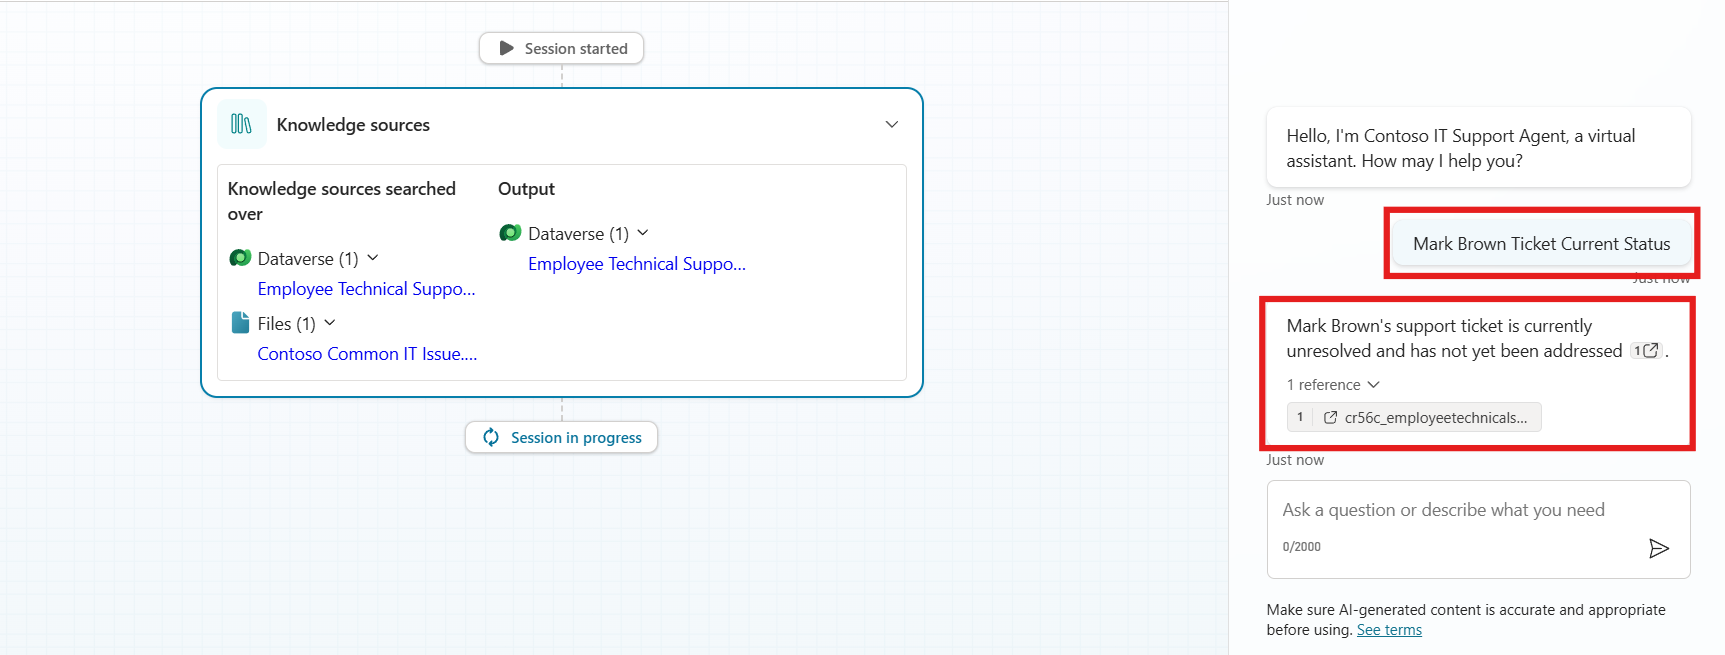 Session started
Knowledge sources
Knowledge sources searched
over
Dataverse (1)
Employee Technical Suppo...
Files (1)
Contoso Common IT Issue....
Output
Dataverse (1)
Employee Technical Suppo...
Session in progress
Hello, I'm Contoso IT Support Agent, a virtual
assistant. How may I help you?
Just now
Mark Brown Ticket Current Status
Just now
Mark Brown's support ticket is currently
unresolved and has not yet been addressed 1 .
1 reference
1 cr56c_employeetechnicals...
Just now
Ask a question or describe what you need
0/2000
Make sure AI-generated content is accurate and appropriate
before using. See terms